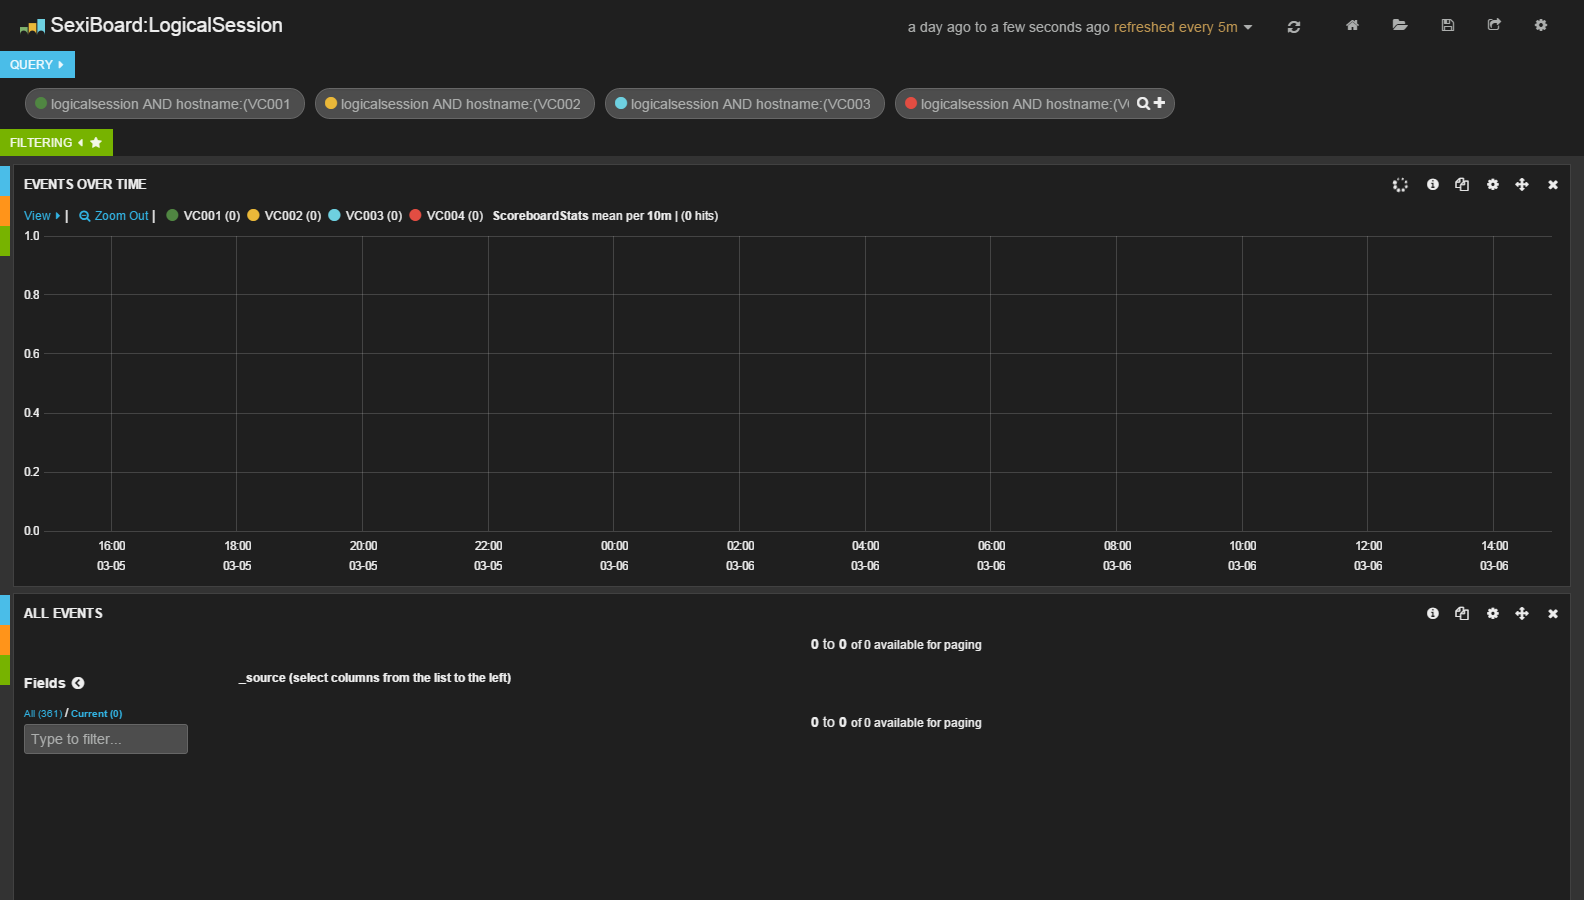 SexiBoard:LogicalSession
a day ago to a few seconds ago refreshed every 5m
QUERY
logicalsession AND hostname:(VC001
logicalsession AND hostname:(VC002
logicalsession AND hostname:(VC003
logicalsession AND hostname:(V
FILTERING
EVENTS OVER TIME
View | Zoom Out | VC001 (0) VC002 (0) VC003 (0) VC004 (0) ScoreboardStats mean per 10m | (0 hits)
1.0
0.8
0.6
0.4
0.2
0.0
16:00 18:00 20:00 22:00 00:00 02:00 04:00 06:00 08:00 10:00 12:00 14:00
03-05 03-05 03-05 03-05 03-06 03-06 03-06 03-06 03-06 03-06 03-06 03-06
ALL EVENTS
0 to 0 of 0 available for paging
Fields
_source (select columns from the list to the left)
All (361) / Current (0)
Type to filter...
0 to 0 of 0 available for paging